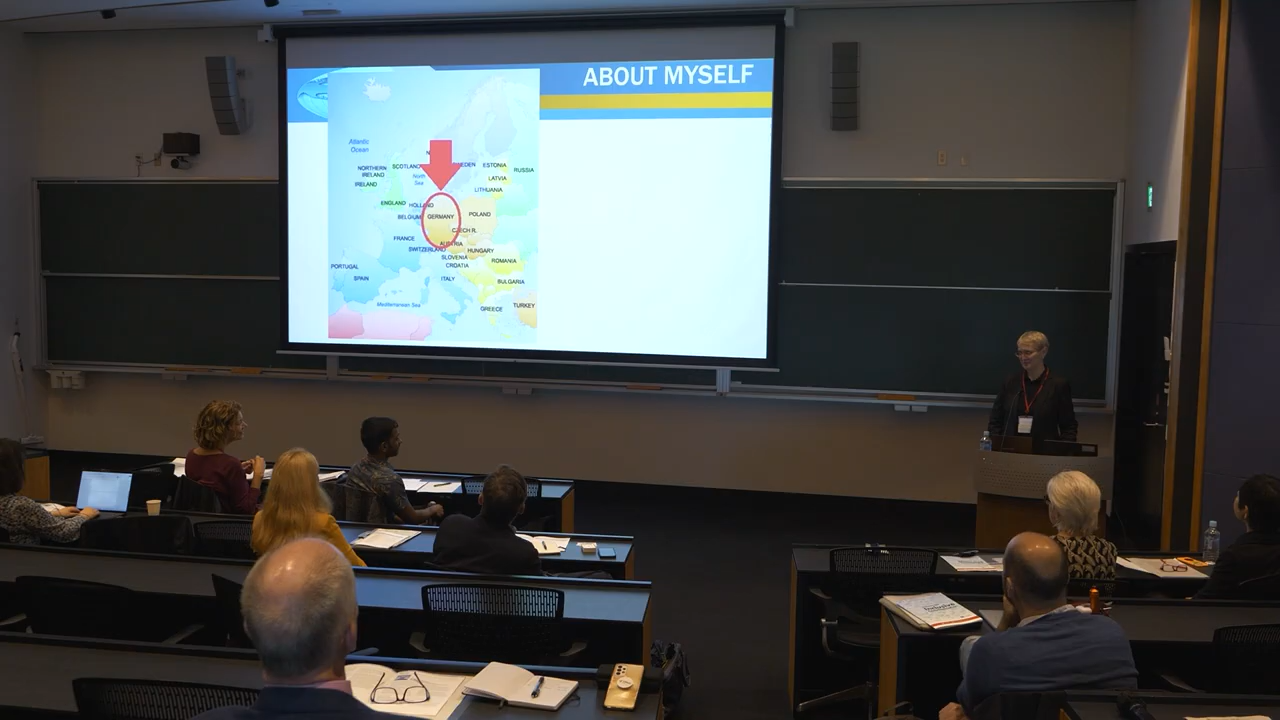 ABOUT MYSELF
Atlantic
Ocean
NORTHERN
IRELAND
SCOTLAND
ESTONIA
RUSSIA
North
Sea
LATVIA
IRELAND
LITHUANIA
ENGLAND
HOLLAND
BELGIUM
GERMANY
POLAND
CZECH R.
FRANCE
AUSTRIA
SWITZERLAND
HUNGARY
SLOVENIA
ROMANIA
CROATIA
PORTUGAL
SPAIN
ITALY
BULGARIA
Mediterranean Sea
GREECE
TURKEY